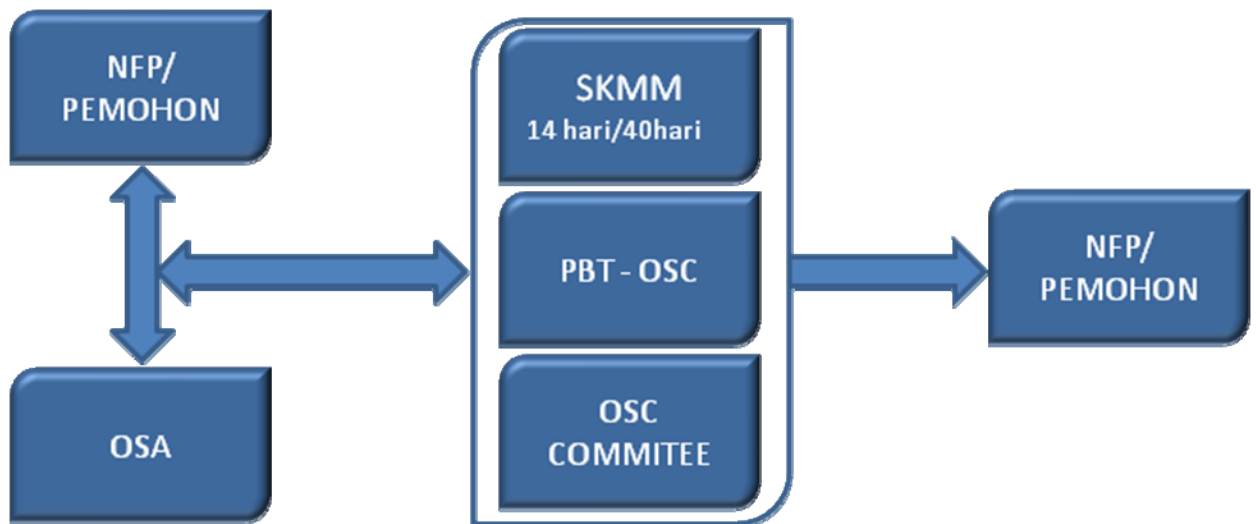 NFP/
PEMOHON
OSA
SKMM
14 hari/40hari
PBT - OSC
OSC
COMMITEE
NFP/
PEMOHON